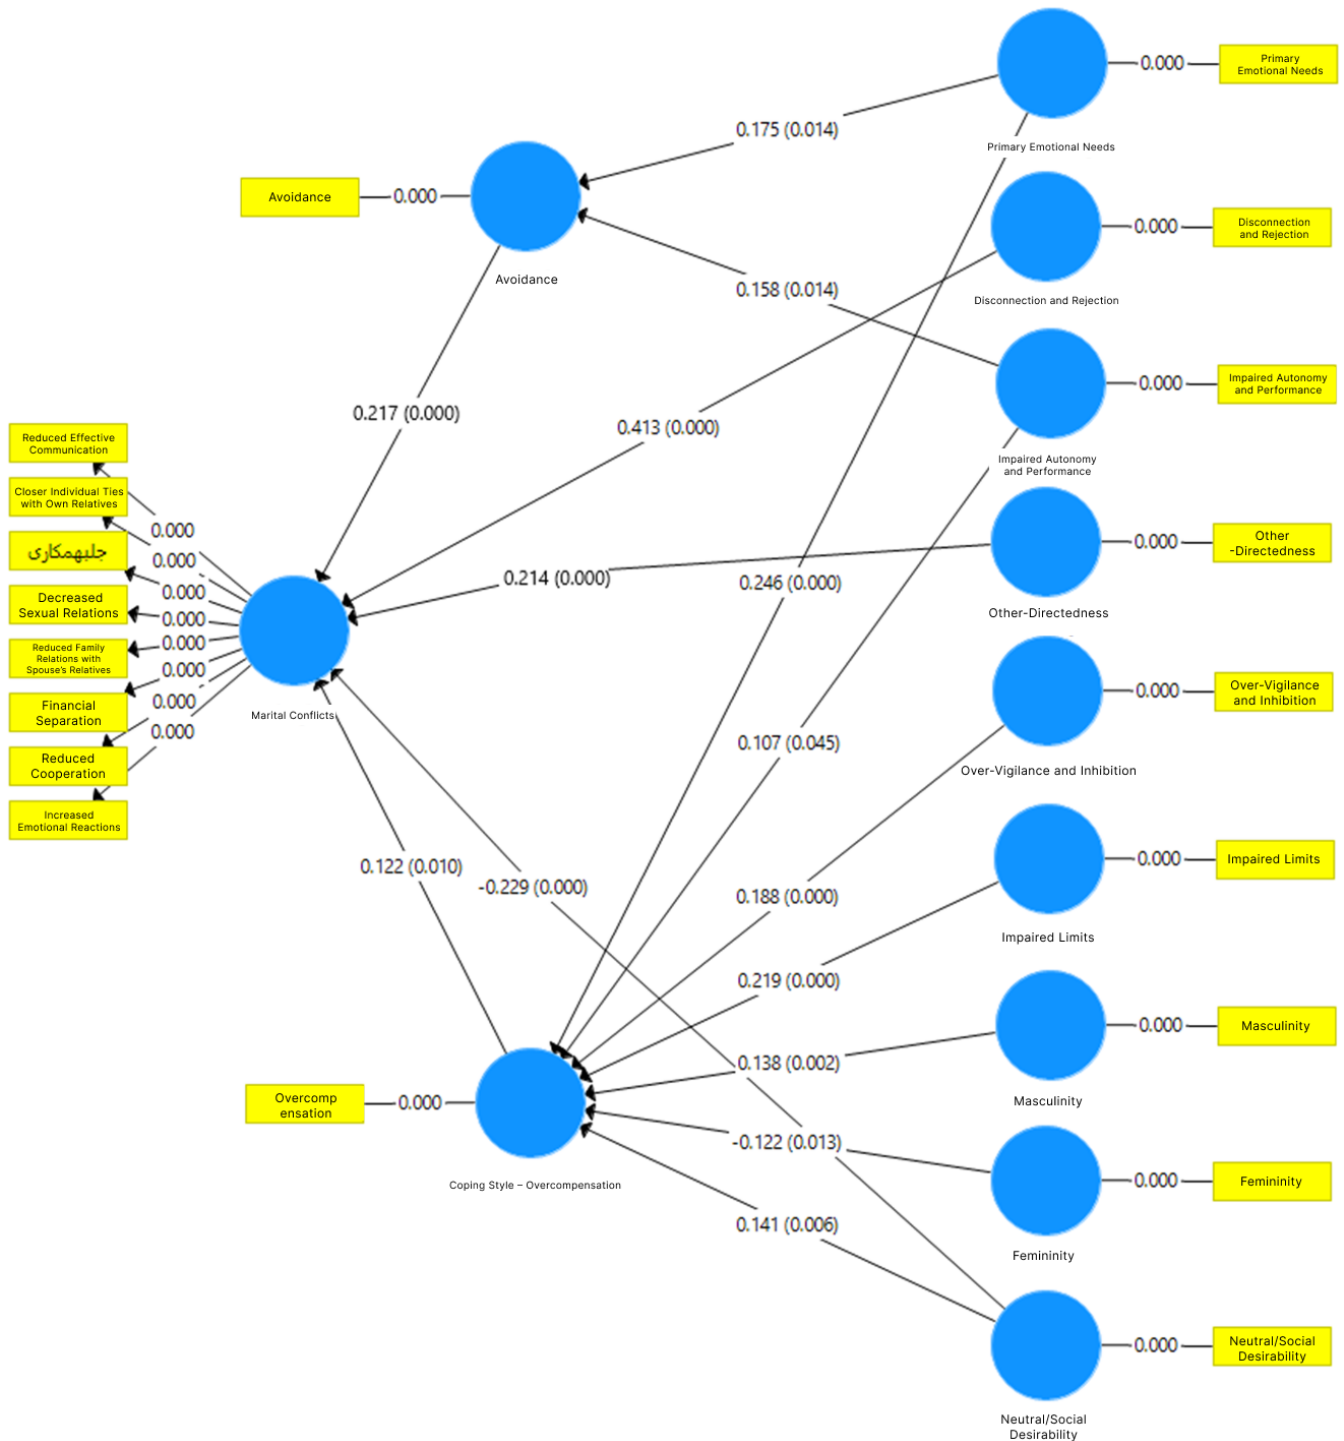 Primary
Emotional Needs
0.000
Primary Emotional Needs
0.175 (0.014)
Avoidance
0.000
Avoidance
Disconnection
and Rejection
0.000
Disconnection and Rejection
0.158 (0.014)
Impaired Autonomy
and Performance
0.000
Impaired Autonomy
and Performance
0.217 (0.000)
0.413 (0.000)
Reduced Effective
Communication
Closer Individual Ties
with Own Relatives
جلبهمکاری
Decreased
Sexual Relations
Reduced Family
Relations with
Spouse's Relatives
Financial
Separation
Reduced
Cooperation
Increased
Emotional Reactions
0.000
0.000
0.000
0.000
0.000
0.000
0.000
0.000
Marital Conflicts
Other
-Directedness
0.000
Other-Directedness
0.214 (0.000)
0.246 (0.000)
Over-Vigilance
and Inhibition
0.000
Over-Vigilance and Inhibition
0.107 (0.045)
0.122 (0.010)
-0.229 (0.000)
0.188 (0.000)
Impaired Limits
0.000
Impaired Limits
0.219 (0.000)
Masculinity
0.000
Masculinity
0.138 (0.002)
Overcomp
ensation
0.000
Coping Style – Overcompensation
-0.122 (0.013)
Femininity
0.000
Femininity
0.141 (0.006)
Neutral/Social
Desirability
0.000
Neutral/Social
Desirability